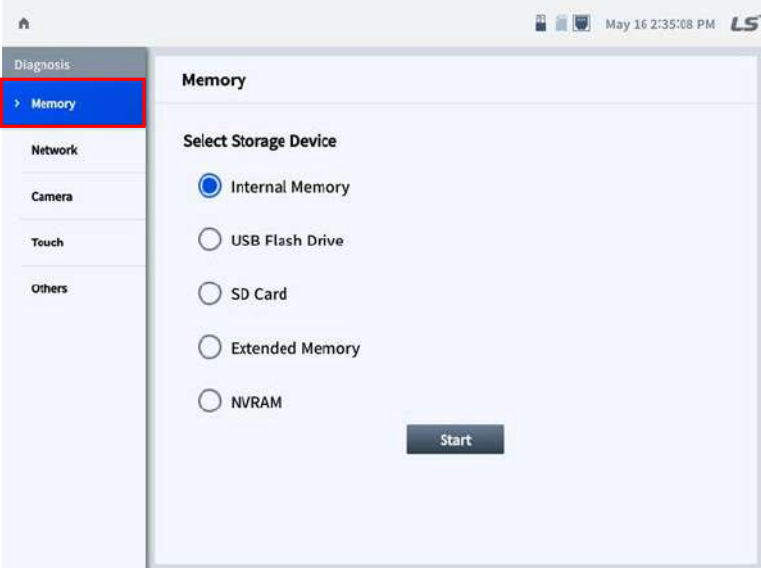 May 16 2:35:08 PM LS
Diagnosis
Memory
Network
Camera
Touch
Others
Memory
Select Storage Device
Internal Memory
USB Flash Drive
SD Card
Extended Memory
NVRAM
Start